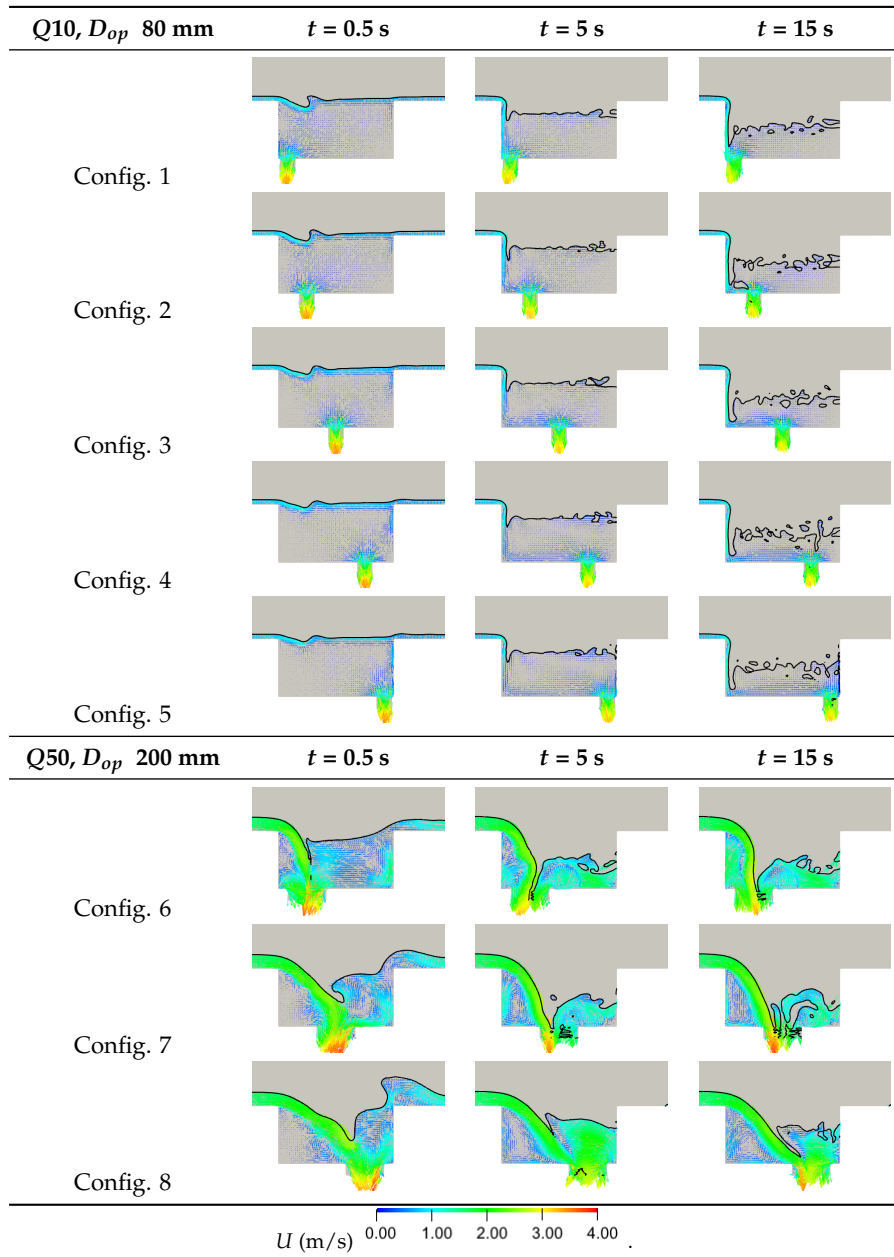 Q10, Dop 80 mm t = 0.5 s t = 5 s t = 15 s
Config. 1
Config. 2
Config. 3
Config. 4
Config. 5
Q50, Dop 200 mm t = 0.5 s t = 5 s t = 15 s
Config. 6
Config. 7
Config. 8
U (m/s) 0.00 1.00 2.00 3.00 4.00 .